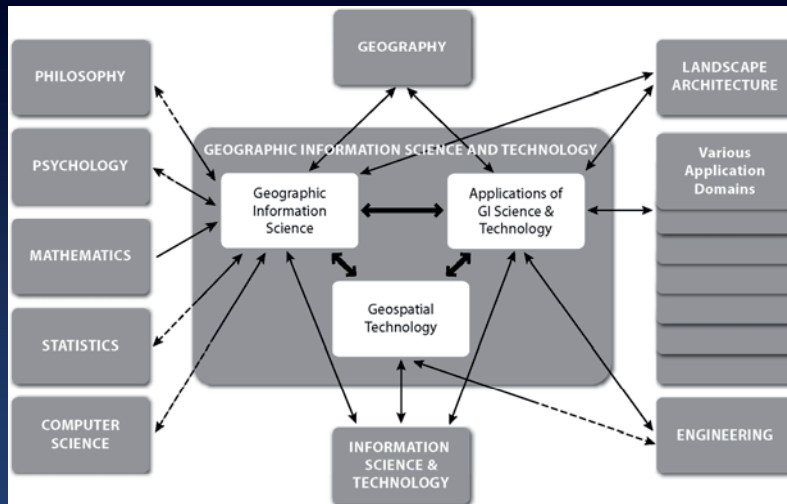 GEOGRAPHY
PHILOSOPHY
LANDSCAPE
ARCHITECTURE
PSYCHOLOGY
GEOGRAPHIC INFORMATION SCIENCE AND TECHNOLOGY
Various
Application
Domains
Geographic
Information
Science
Applications of
GI Science &
Technology
MATHEMATICS
Geospatial
Technology
STATISTICS
COMPUTER
SCIENCE
INFORMATION
SCIENCE &
TECHNOLOGY
ENGINEERING